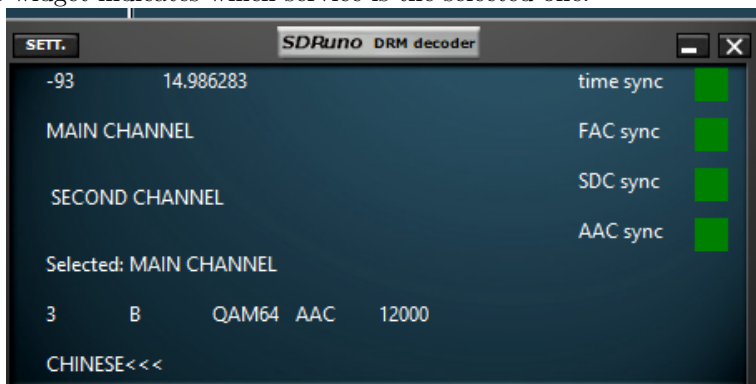 widget indicates which service is the selected one.
SETT. SDRuno DRM decoder
-93 14.986283 time sync
MAIN CHANNEL FAC sync
SECOND CHANNEL SDC sync
AAC sync
Selected: MAIN CHANNEL
3 B QAM64 AAC 12000
CHINESE<<<